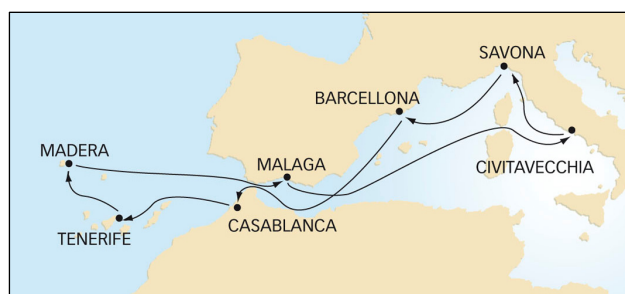 SAVONA
BARCELLONA
MADERA
MALAGA
CIVITAVECCHIA
TENERIFE
CASABLANCA